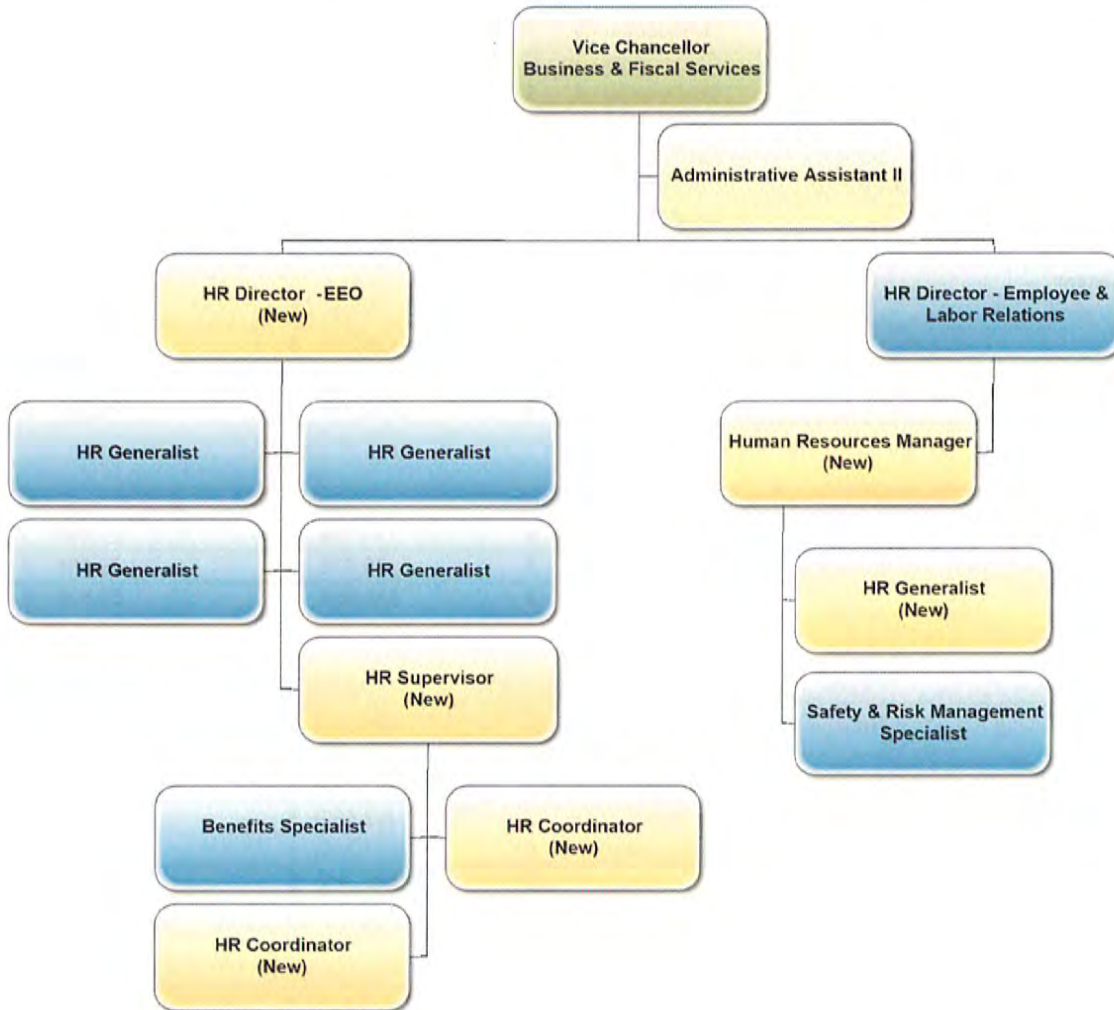 Vice Chancellor
Business & Fiscal Services
Administrative Assistant II
HR Director -EEO
(New)
HR Director - Employee &
Labor Relations
HR Generalist
HR Generalist
Human Resources Manager
(New)
HR Generalist
HR Generalist
HR Generalist
(New)
HR Supervisor
(New)
Safety & Risk Management
Specialist
Benefits Specialist
HR Coordinator
(New)
HR Coordinator
(New)